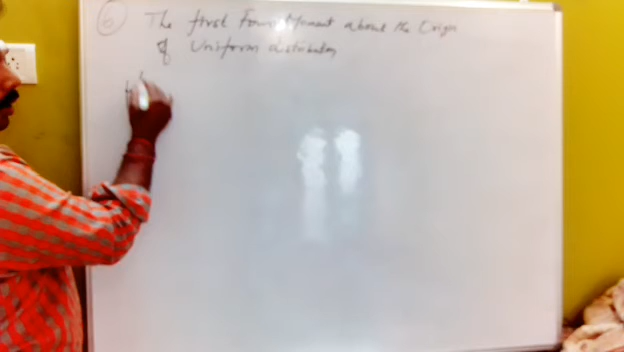 6 The first Four Moment about the Origin
of Uniform distribution